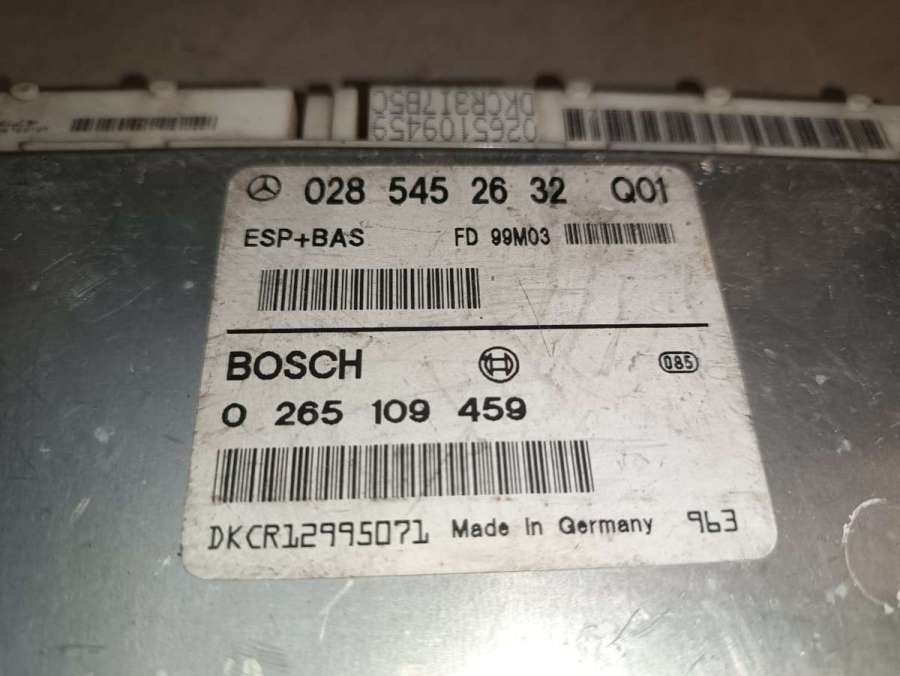 DKCR317B5C
0265109459
028 545 26 32 Q01
ESP+BAS FD 99M03
BOSCH 085
0 265 109 459
DKCR12995071 Made In Germany 963